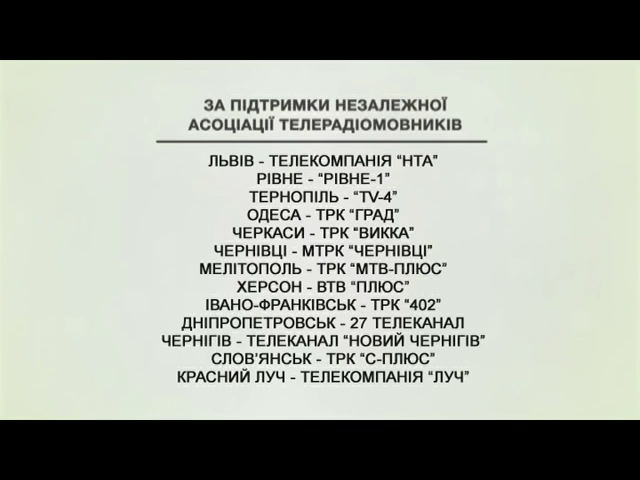 ЗА ПІДТРИМКИ НЕЗАЛЕЖНОЇ
АСОЦІАЦІЇ ТЕЛЕРАДІОМОВНИКІВ
ЛЬВІВ - ТЕЛЕКОМПАНІЯ “НТА”
РІВНЕ - “РІВНЕ-1”
ТЕРНОПІЛЬ - “TV-4”
ОДЕСА - ТРК “ГРАД”
ЧЕРКАСИ - ТРК “ВИККА”
ЧЕРНІВЦІ - МТРК “ЧЕРНІВЦІ”
МЕЛІТОПОЛЬ - ТРК “МТВ-ПЛЮС”
ХЕРСОН - ВТВ “ПЛЮС”
ІВАНО-ФРАНКІВСЬК - ТРК “402”
ДНІПРОПЕТРОВСЬК - 27 ТЕЛЕКАНАЛ
ЧЕРНІГІВ - ТЕЛЕКАНАЛ “НОВИЙ ЧЕРНІГІВ”
СЛОВ’ЯНСЬК - ТРК “С-ПЛЮС”
КРАСНИЙ ЛУЧ - ТЕЛЕКОМПАНІЯ “ЛУЧ”